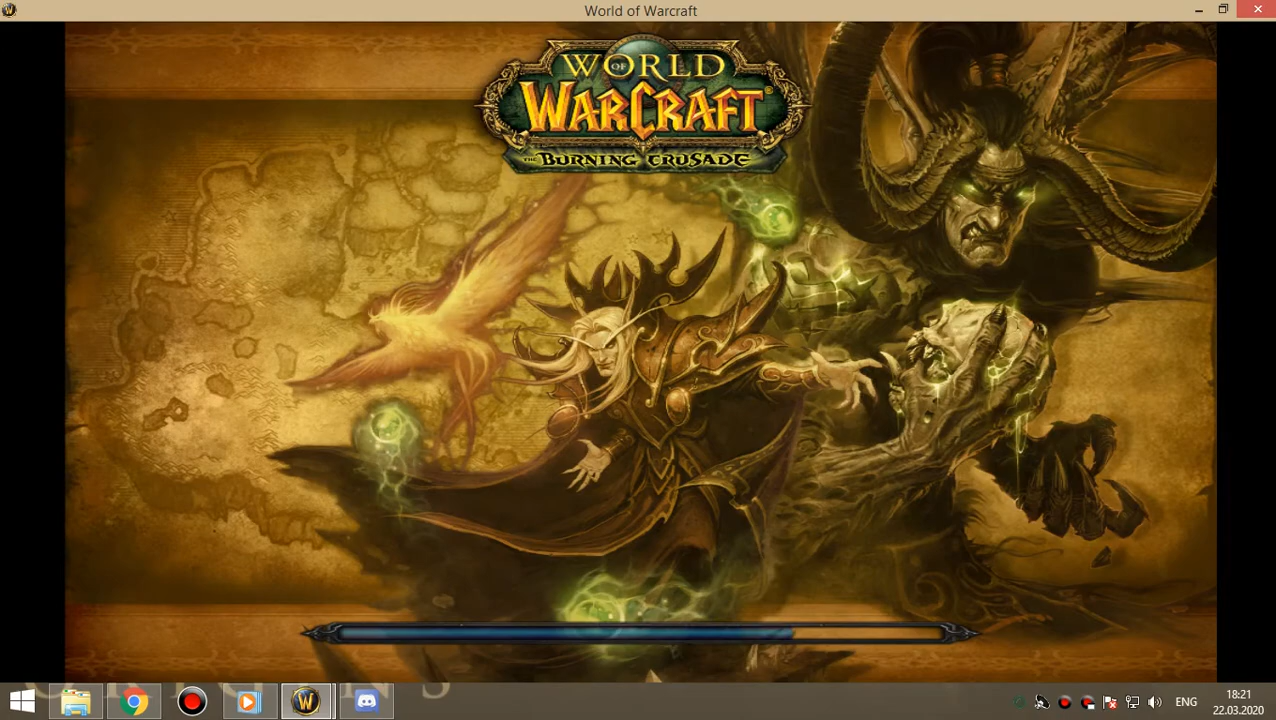 World of Warcraft
WORLD
OF
WARCRAFT®
THE BURNING CRUSADE
ENG
18:21
22.03.2020